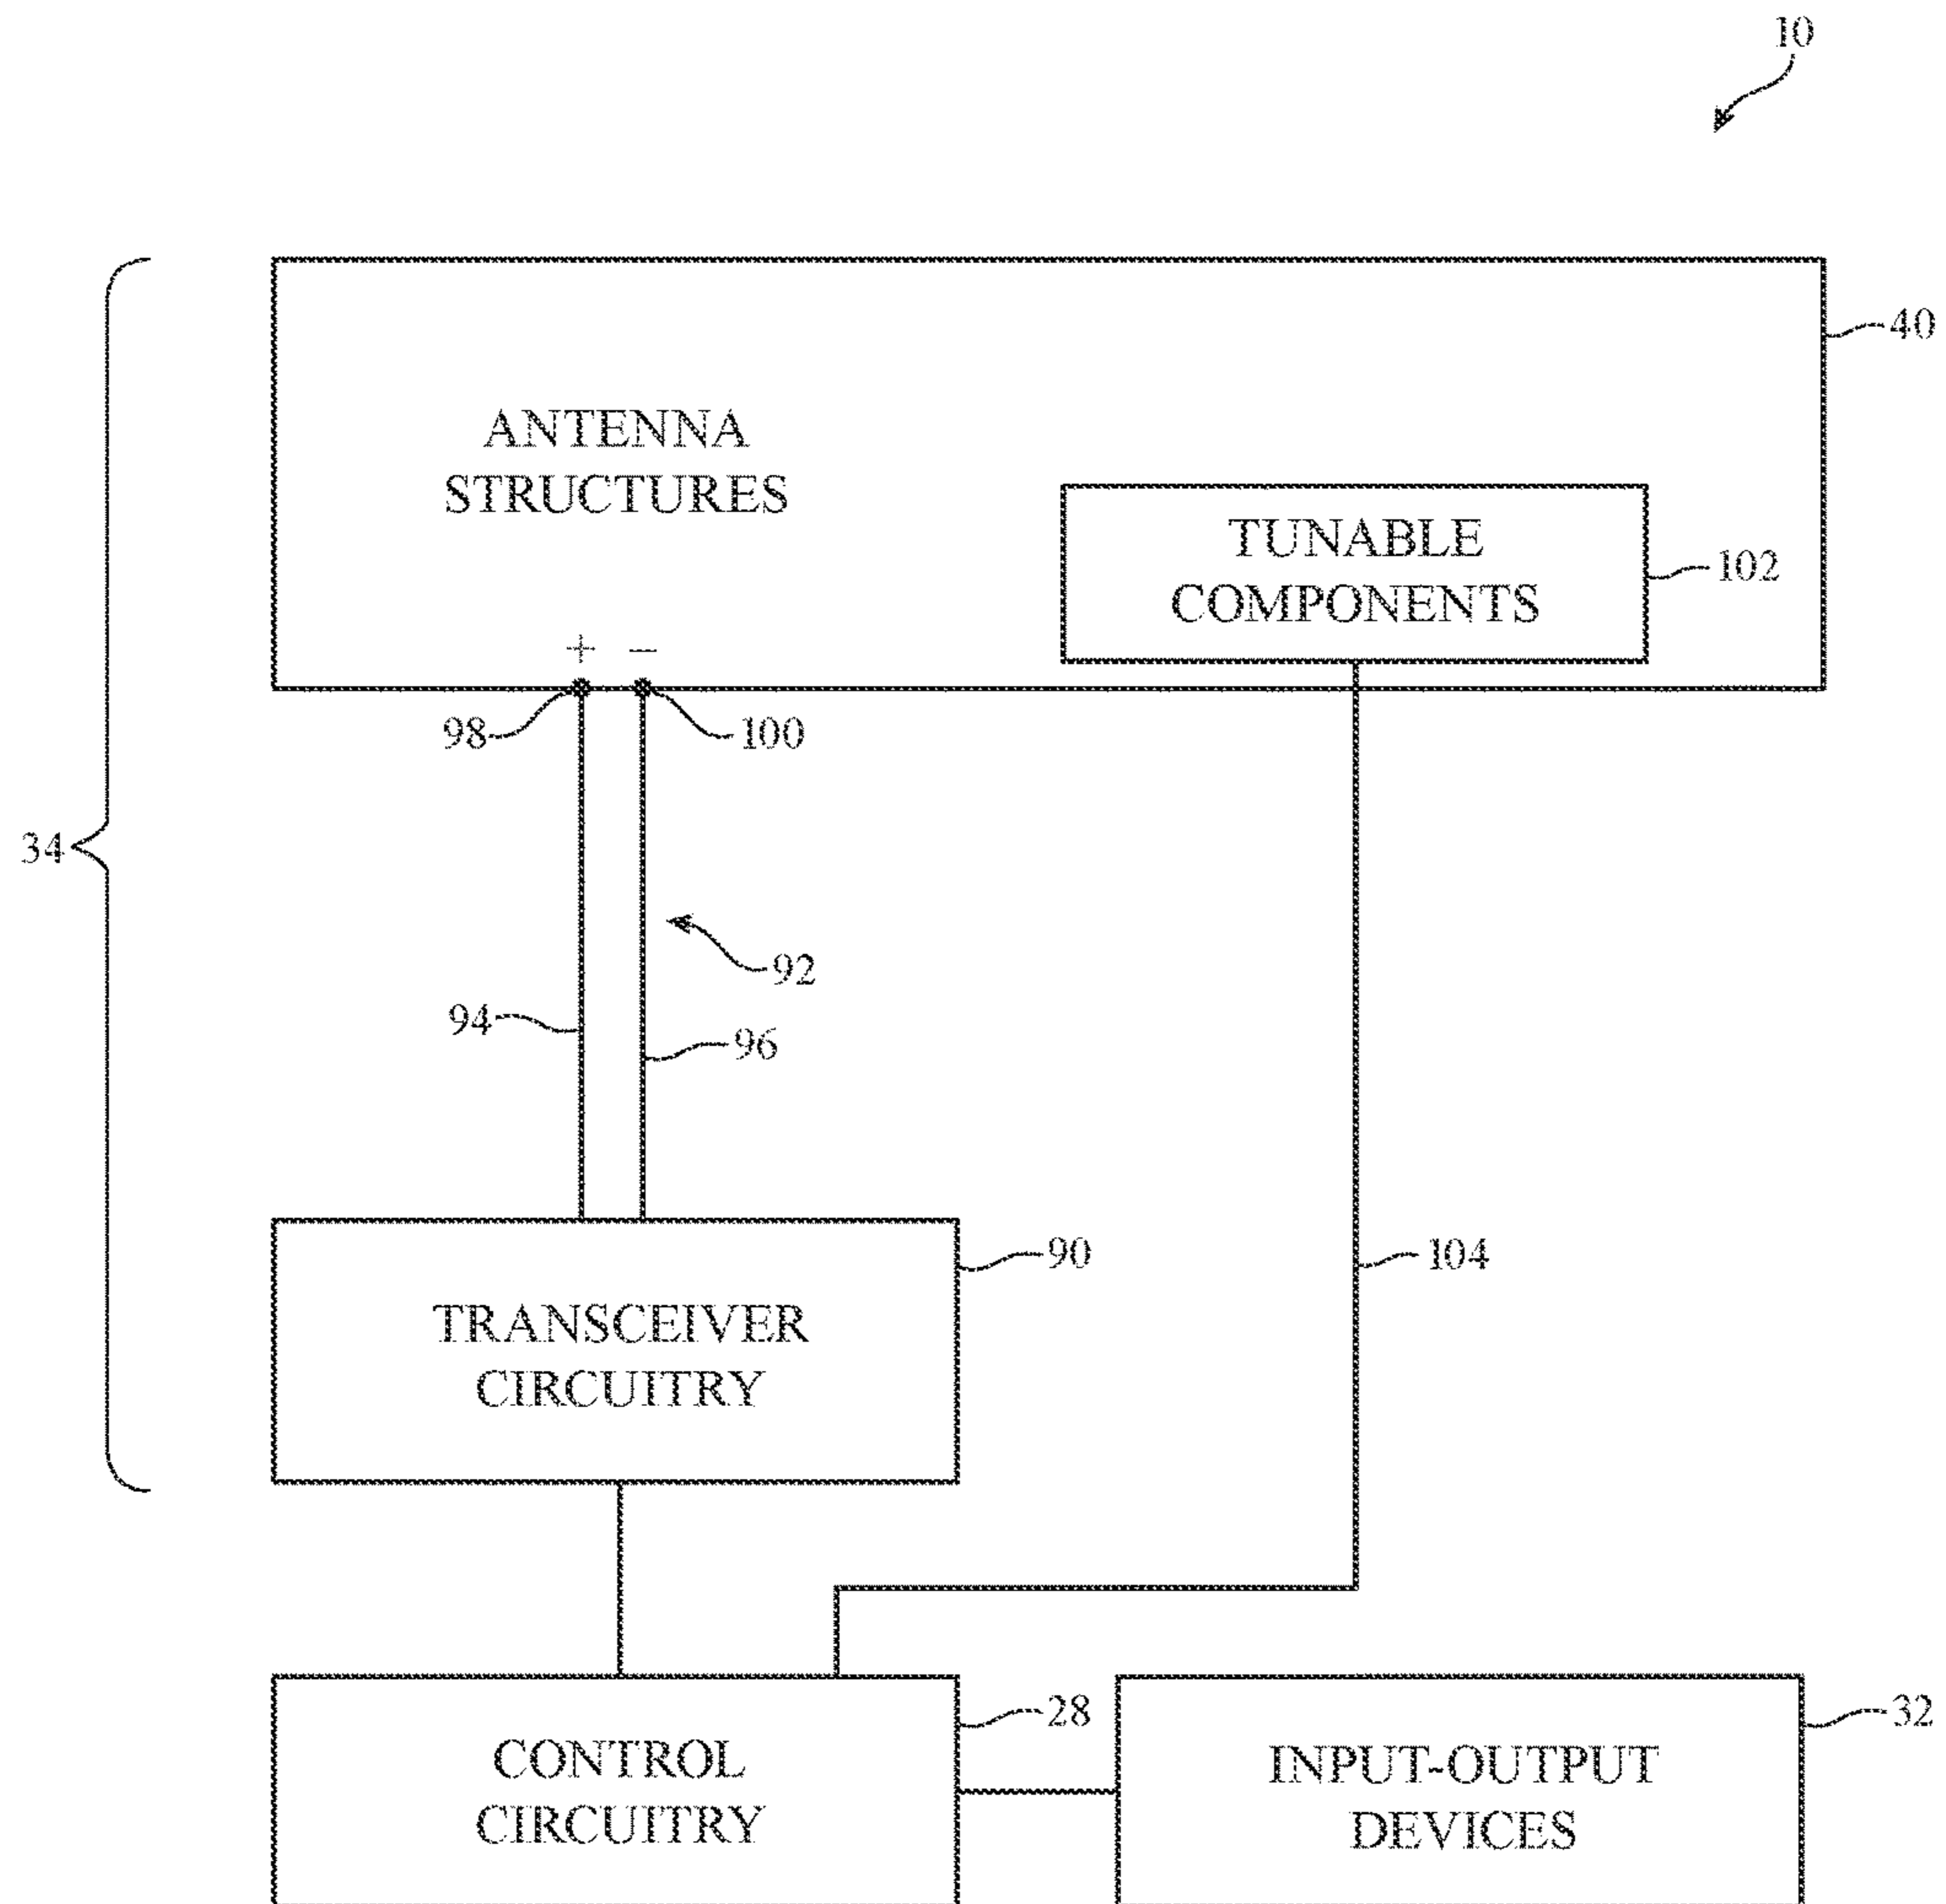 10
40
ANTENNA
STRUCTURES
TUNABLE
COMPONENTS
102
+ −
98
100
34
92
94
96
90
104
TRANSCEIVER
CIRCUITRY
28
32
CONTROL
CIRCUITRY
INPUT-OUTPUT
DEVICES